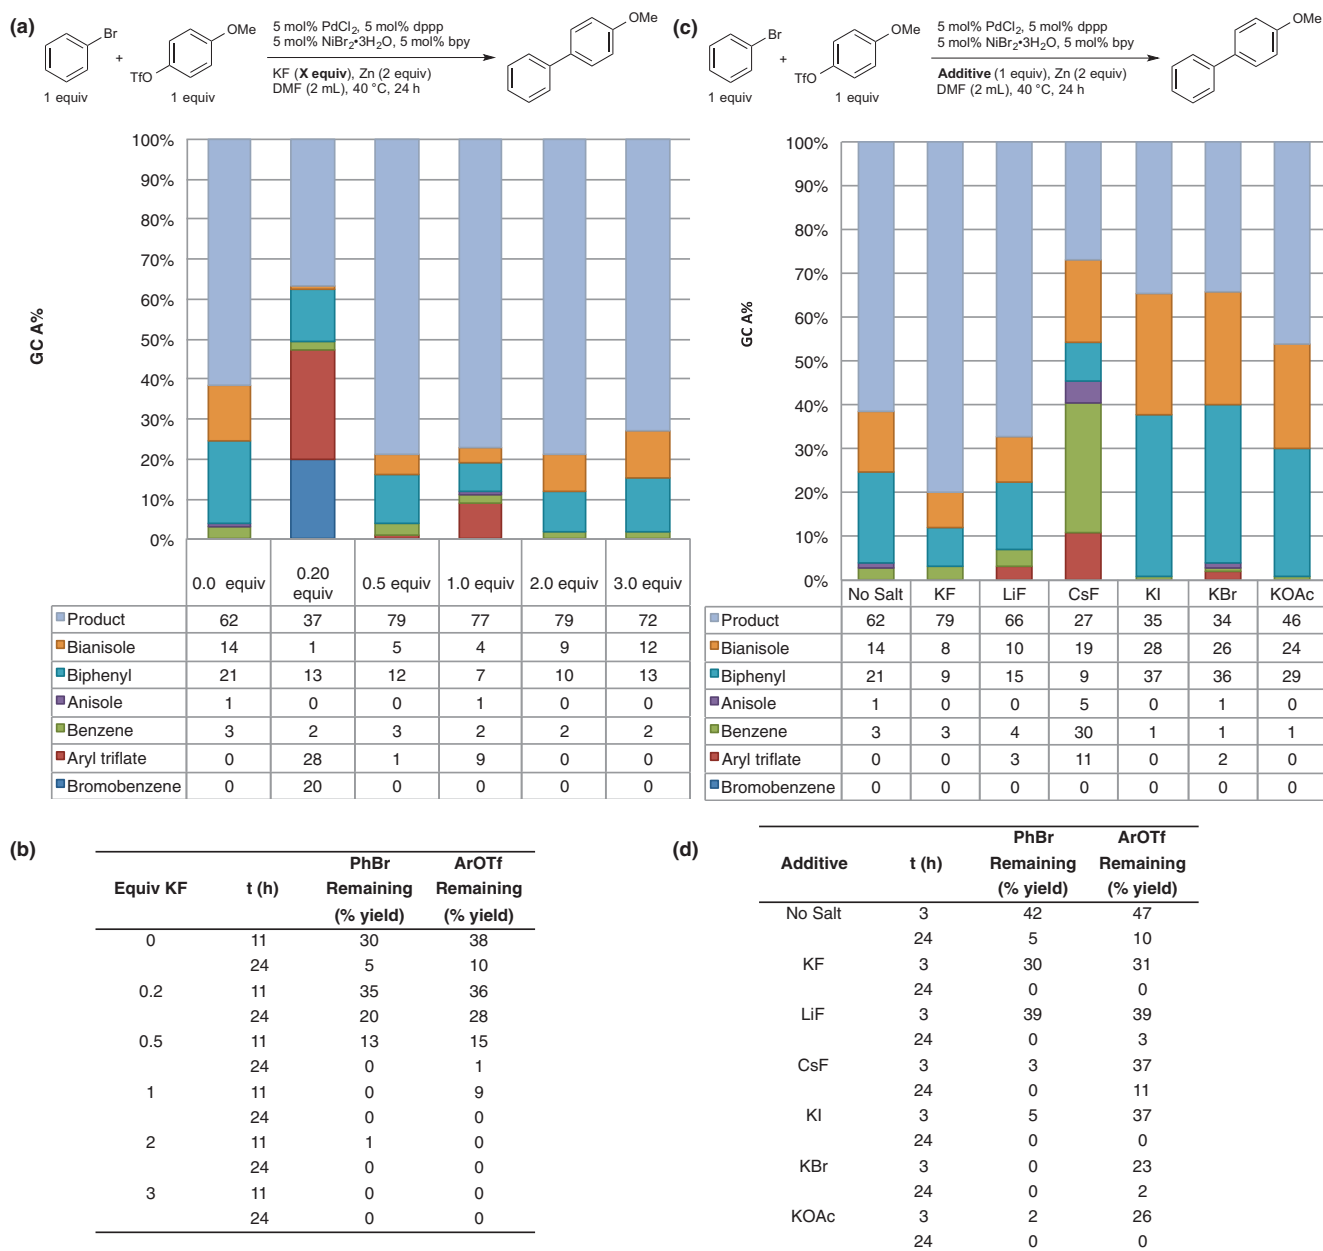 (a)
Br
+
TfO
OMe
1 equiv
1 equiv
5 mol% PdCl2, 5 mol% dppp
5 mol% NiBr2•3H2O, 5 mol% bpy
KF (X equiv), Zn (2 equiv)
DMF (2 mL), 40 °C, 24 h
OMe
GC A%
100%
90%
80%
70%
60%
50%
40%
30%
20%
10%
0%
0.0 equiv 0.20 equiv 0.5 equiv 1.0 equiv 2.0 equiv 3.0 equiv
Product 62 37 79 77 79 72
Bianisole 14 1 5 4 9 12
Biphenyl 21 13 12 7 10 13
Anisole 1 0 0 1 0 0
Benzene 3 2 3 2 2 2
Aryl triflate 0 28 1 9 0 0
Bromobenzene 0 20 0 0 0 0
(b)
Equiv KF t (h) PhBr Remaining (% yield) ArOTf Remaining (% yield)
0 11 30 38
24 5 10
0.2 11 35 36
24 20 28
0.5 11 13 15
24 0 1
1 11 0 9
24 0 0
2 11 1 0
24 0 0
3 11 0 0
24 0 0
(c)
Br
+
TfO
OMe
1 equiv
1 equiv
5 mol% PdCl2, 5 mol% dppp
5 mol% NiBr2•3H2O, 5 mol% bpy
Additive (1 equiv), Zn (2 equiv)
DMF (2 mL), 40 °C, 24 h
OMe
GC A%
100%
90%
80%
70%
60%
50%
40%
30%
20%
10%
0%
No Salt KF LiF CsF KI KBr KOAc
Product 62 79 66 27 35 34 46
Bianisole 14 8 10 19 28 26 24
Biphenyl 21 9 15 9 37 36 29
Anisole 1 0 0 5 0 1 0
Benzene 3 3 4 30 1 1 1
Aryl triflate 0 0 3 11 0 2 0
Bromobenzene 0 0 0 0 0 0 0
(d)
Additive t (h) PhBr Remaining (% yield) ArOTf Remaining (% yield)
No Salt 3 42 47
24 5 10
KF 3 30 31
24 0 0
LiF 3 39 39
24 0 3
CsF 3 3 37
24 0 11
KI 3 5 37
24 0 0
KBr 3 0 23
24 0 2
KOAc 3 2 26
24 0 0